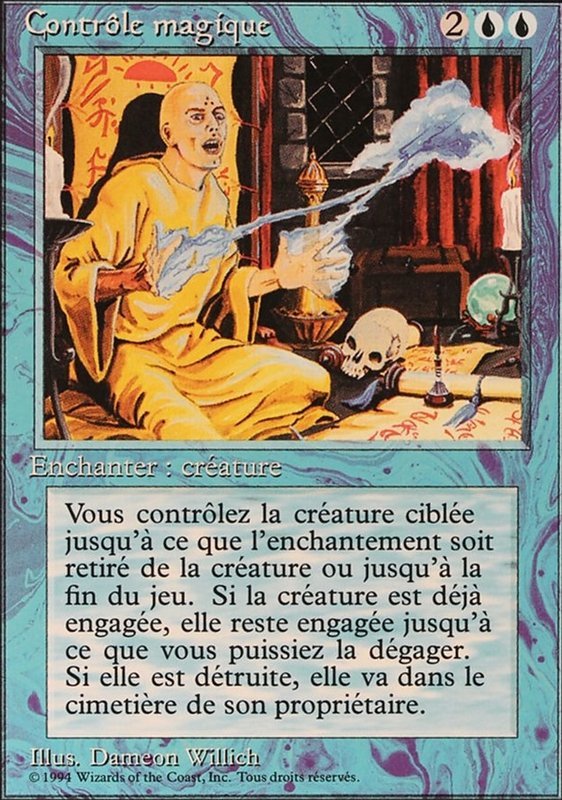 Contrôle magique 2
Enchanter : créature
Vous contrôlez la créature ciblée
jusqu'à ce que l'enchantement soit
retiré de la créature ou jusqu'à la
fin du jeu. Si la créature est déjà
engagée, elle reste engagée jusqu'à
ce que vous puissiez la dégager.
Si elle est détruite, elle va dans le
cimetière de son propriétaire.
Illus. Dameon Willich
© 1994 Wizards of the Coast, Inc. Tous droits réservés.